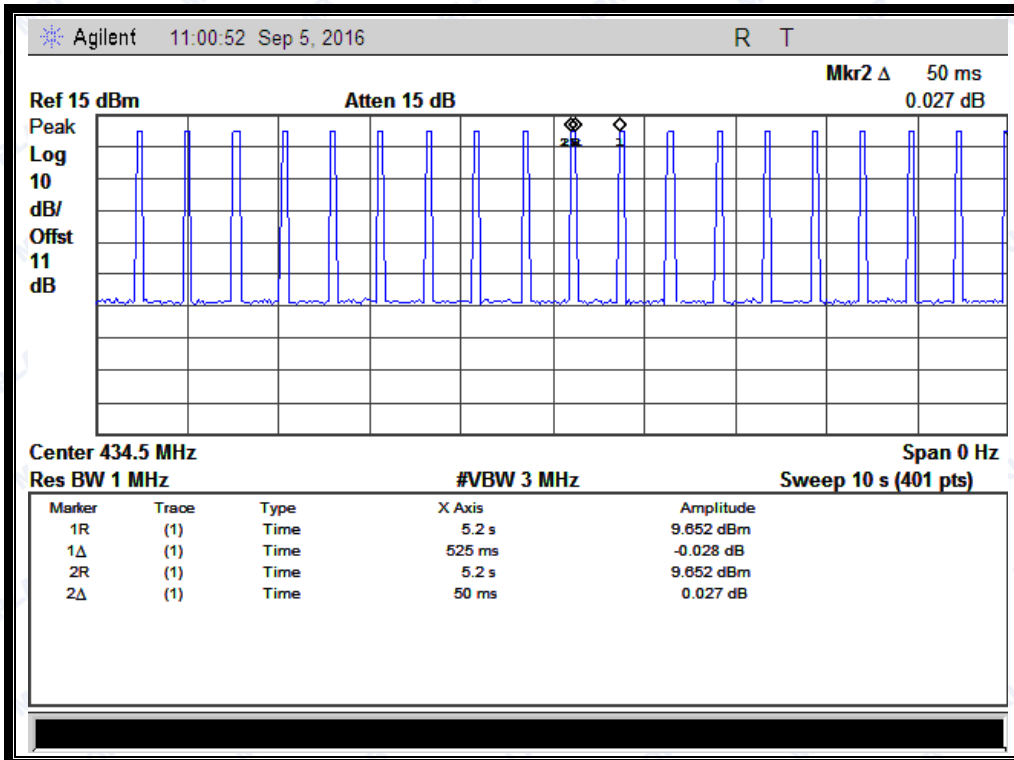 Agilent 11:00:52 Sep 5, 2016 R T
Mkr2 Δ 50 ms
Ref 15 dBm Atten 15 dB 0.027 dB
Peak
Log
10
dB/
Offst
11
dB
1
Center 434.5 MHz Span 0 Hz
Res BW 1 MHz #VBW 3 MHz Sweep 10 s (401 pts)
Marker Trace Type X Axis Amplitude
1R (1) Time 5.2 s 9.652 dBm
1Δ (1) Time 525 ms -0.028 dB
2R (1) Time 5.2 s 9.652 dBm
2Δ (1) Time 50 ms 0.027 dB